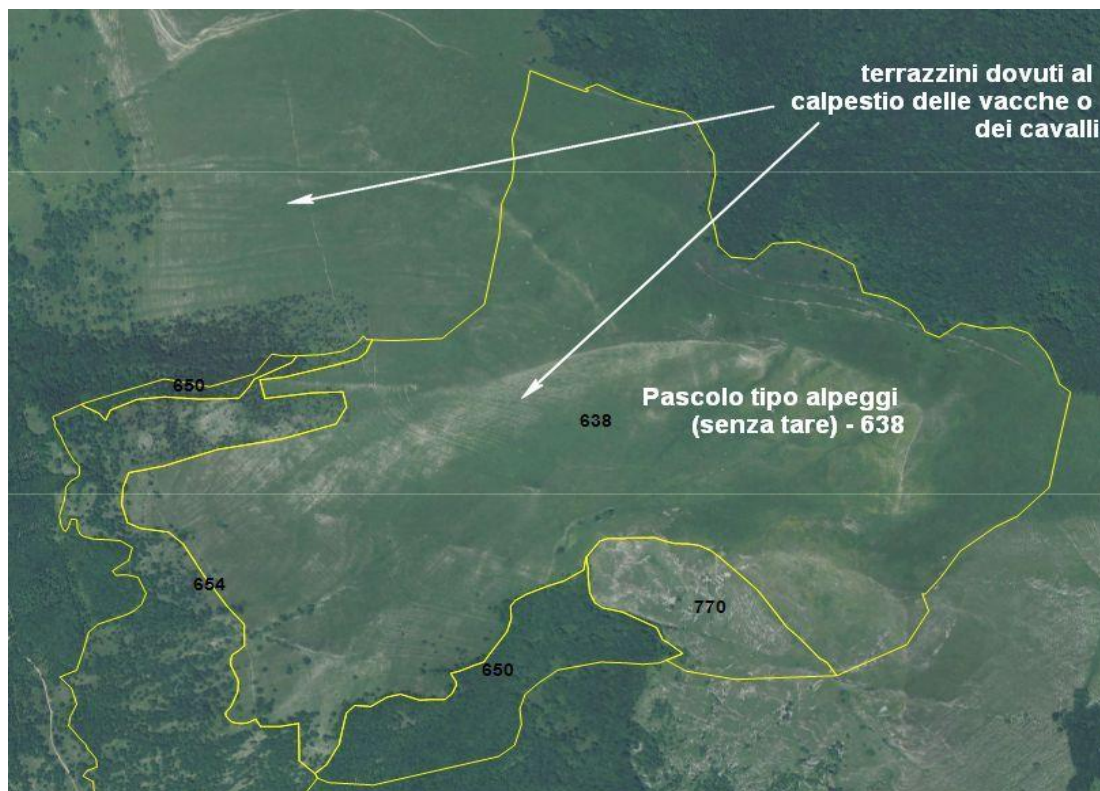 terrazzini dovuti al
calpestio delle vacche o
dei cavalli
650
638
Pascolo tipo alpeggi
(senza tare) - 638
654
770
650